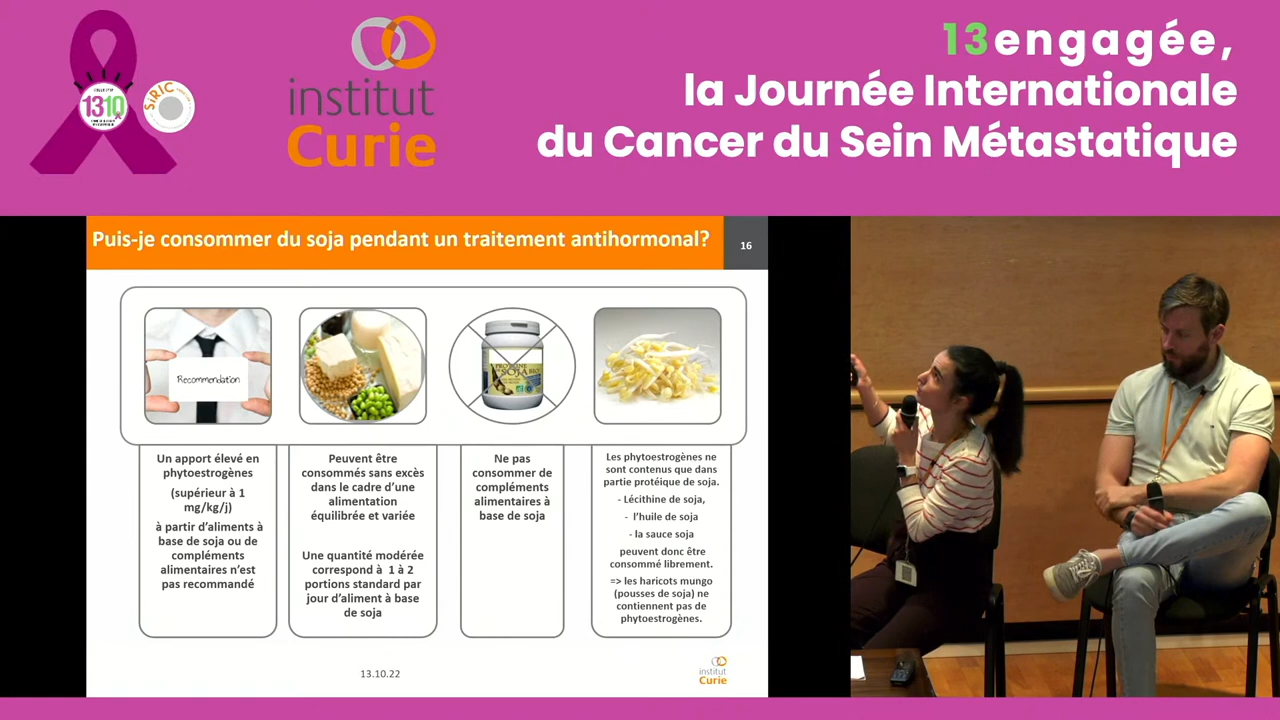 1310
SiRIC
institut
Curie
13engagée,
la Journée Internationale
du Cancer du Sein Métastatique
Puis-je consommer du soja pendant un traitement antihormonal?
16
Recommendation
PROTEINE
SOJA BIO
Un apport élevé en
phytoestrogènes
(supérieur à 1
mg/kg/j)
à partir d'aliments à
base de soja ou de
compléments
alimentaires n'est
pas recommandé
Peuvent être
consommés sans excès
dans le cadre d'une
alimentation
équilibrée et variée
Une quantité modérée
correspond à 1 à 2
portions standard par
jour d'aliment à base
de soja
Ne pas
consommer de
compléments
alimentaires à
base de soja
Les phytoestrogènes ne
sont contenus que dans
partie protéique de soja.
- Lécithine de soja,
- l'huile de soja
- la sauce soja
peuvent donc être
consommé librement.
=> les haricots mungo
(pousses de soja) ne
contiennent pas de
phytoestrogènes.
13.10.22
institut
Curie